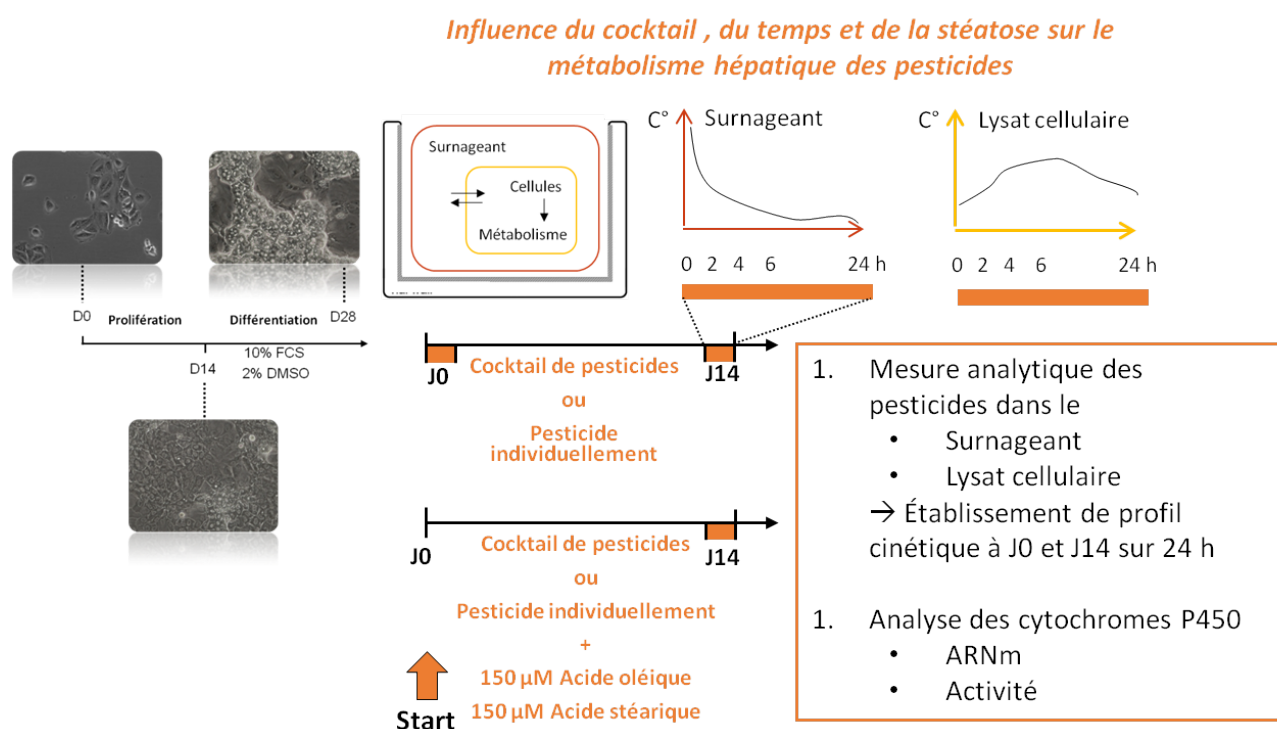 Influence du cocktail , du temps et de la stéatose sur le
métabolisme hépatique des pesticides
D0
Prolifération
Différentiation
D28
D14
10% FCS
2% DMSO
Surnageant
Cellules
Métabolisme
C°
Surnageant
0 2 4 6 24 h
C°
Lysat cellulaire
0 2 4 6 24 h
J0
Cocktail de pesticides
J14
ou
Pesticide
individuellement
J0
Cocktail de pesticides
J14
ou
Pesticide individuellement
+
150 µM Acide oléique
150 µM Acide stéarique
Start
1. Mesure analytique des
pesticides dans le
• Surnageant
• Lysat cellulaire
→ Établissement de profil
cinétique à J0 et J14 sur 24 h
1. Analyse des cytochromes P450
• ARNm
• Activité